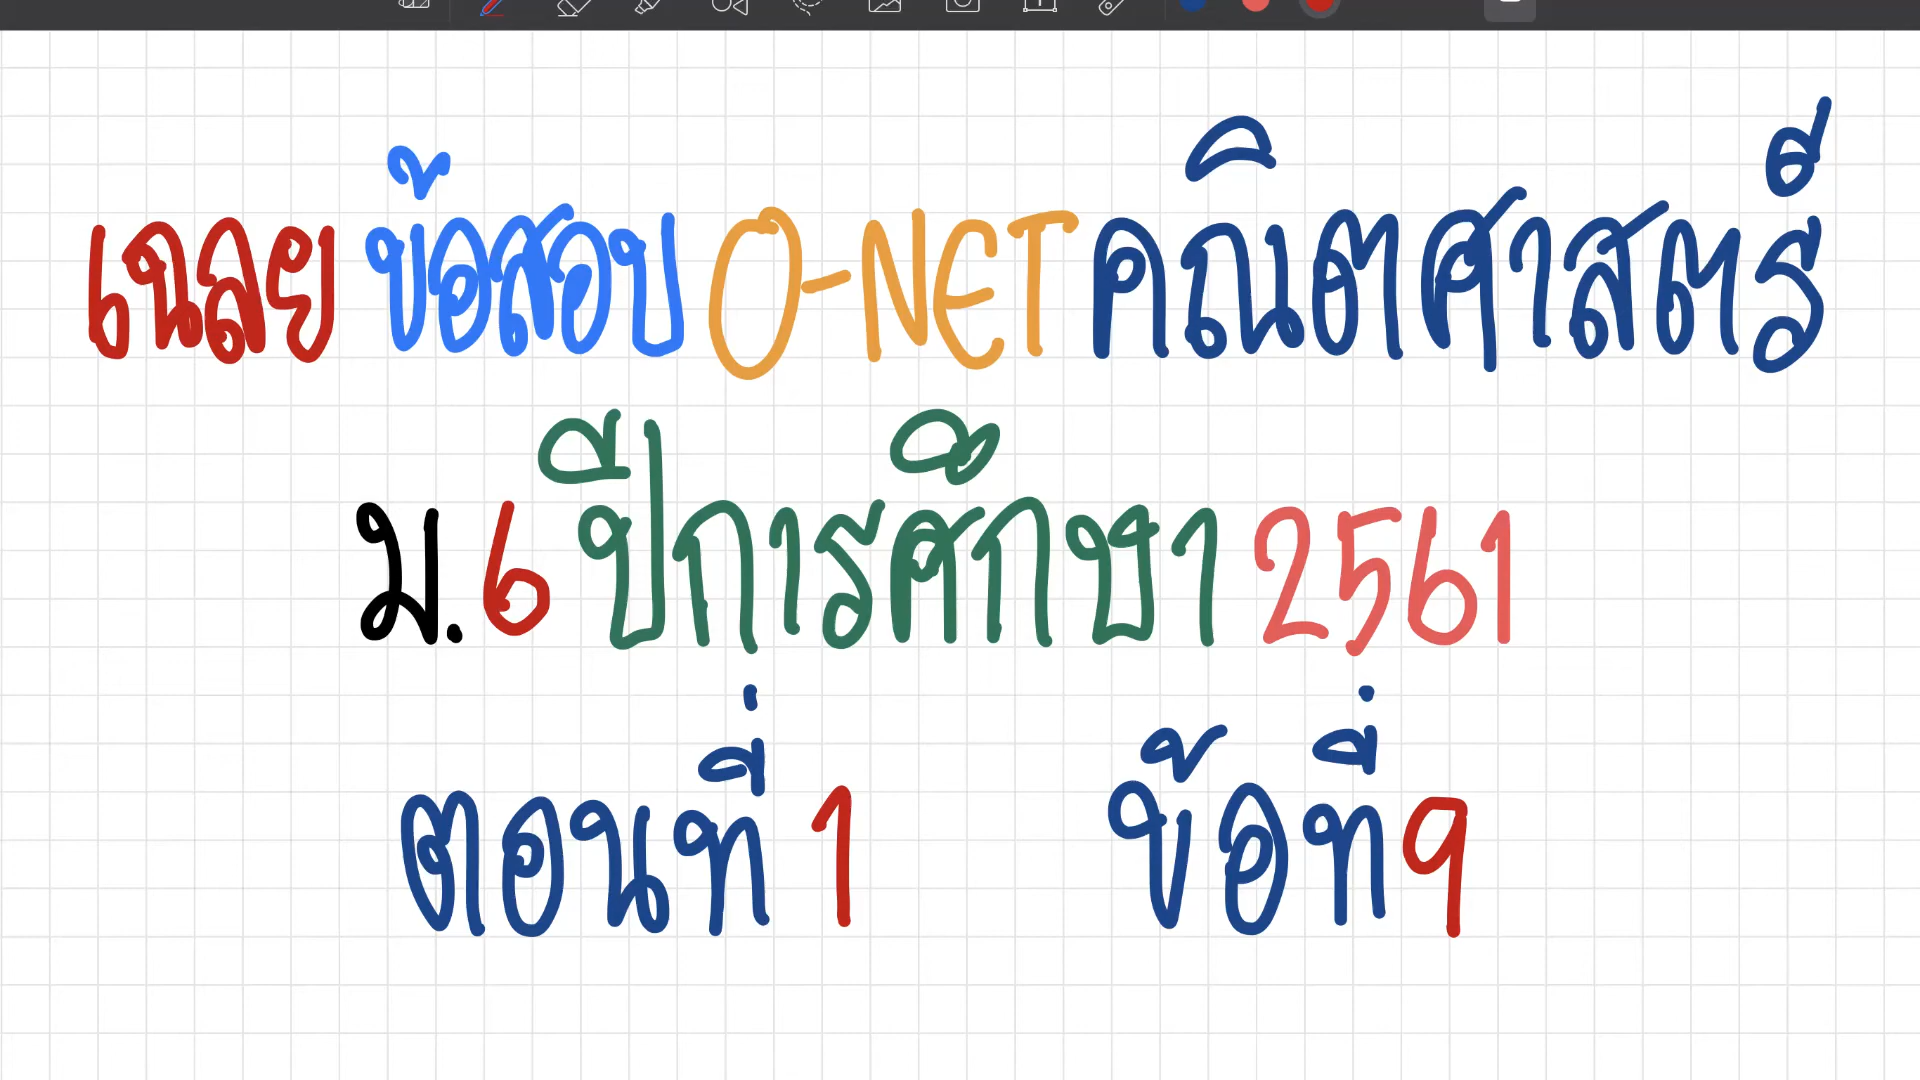 เฉลย ข้อสอบ O-NET คณิตศาสตร์
ม.6 ปีการศึกษา 2561
ตอนที่ 1 ข้อที่ 9